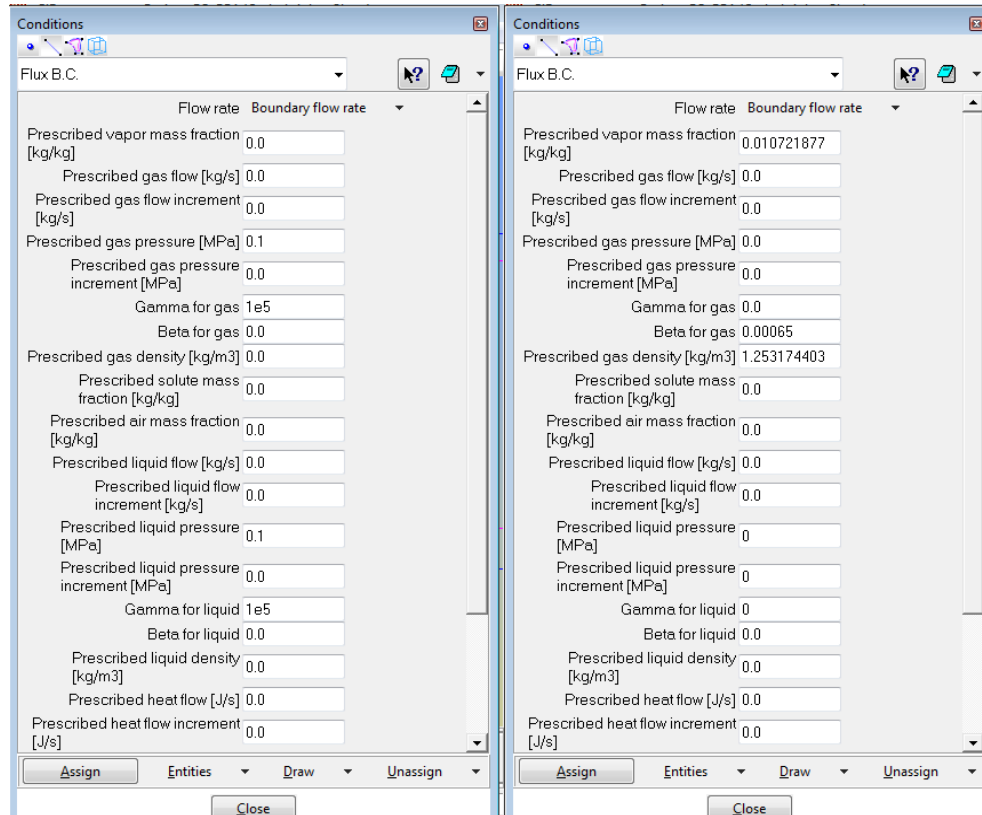 Conditions
Flux B.C.
Flow rate Boundary flow rate
Prescribed vapor mass fraction
[kg/kg] 0.0
Prescribed gas flow [kg/s] 0.0
Prescribed gas flow increment
[kg/s] 0.0
Prescribed gas pressure [MPa] 0.1
Prescribed gas pressure
increment [MPa] 0.0
Gamma for gas 1e5
Beta for gas 0.0
Prescribed gas density [kg/m3] 0.0
Prescribed solute mass
fraction [kg/kg] 0.0
Prescribed air mass fraction
[kg/kg] 0.0
Prescribed liquid flow [kg/s] 0.0
Prescribed liquid flow
increment [kg/s] 0.0
Prescribed liquid pressure
[MPa] 0.1
Prescribed liquid pressure
increment [MPa] 0.0
Gamma for liquid 1e5
Beta for liquid 0.0
Prescribed liquid density
[kg/m3] 0.0
Prescribed heat flow [J/s] 0.0
Prescribed heat flow increment
[J/s] 0.0
Assign Entities Draw Unassign
Close
Conditions
Flux B.C.
Flow rate Boundary flow rate
Prescribed vapor mass fraction
[kg/kg] 0.010721877
Prescribed gas flow [kg/s] 0.0
Prescribed gas flow increment
[kg/s] 0.0
Prescribed gas pressure [MPa] 0.0
Prescribed gas pressure
increment [MPa] 0.0
Gamma for gas 0.0
Beta for gas 0.00065
Prescribed gas density [kg/m3] 1.253174403
Prescribed solute mass
fraction [kg/kg] 0.0
Prescribed air mass fraction
[kg/kg] 0.0
Prescribed liquid flow [kg/s] 0.0
Prescribed liquid flow
increment [kg/s] 0.0
Prescribed liquid pressure
[MPa] 0
Prescribed liquid pressure
increment [MPa] 0
Gamma for liquid 0
Beta for liquid 0.0
Prescribed liquid density
[kg/m3] 0.0
Prescribed heat flow [J/s] 0.0
Prescribed heat flow increment
[J/s] 0.0
Assign Entities Draw Unassign
Close